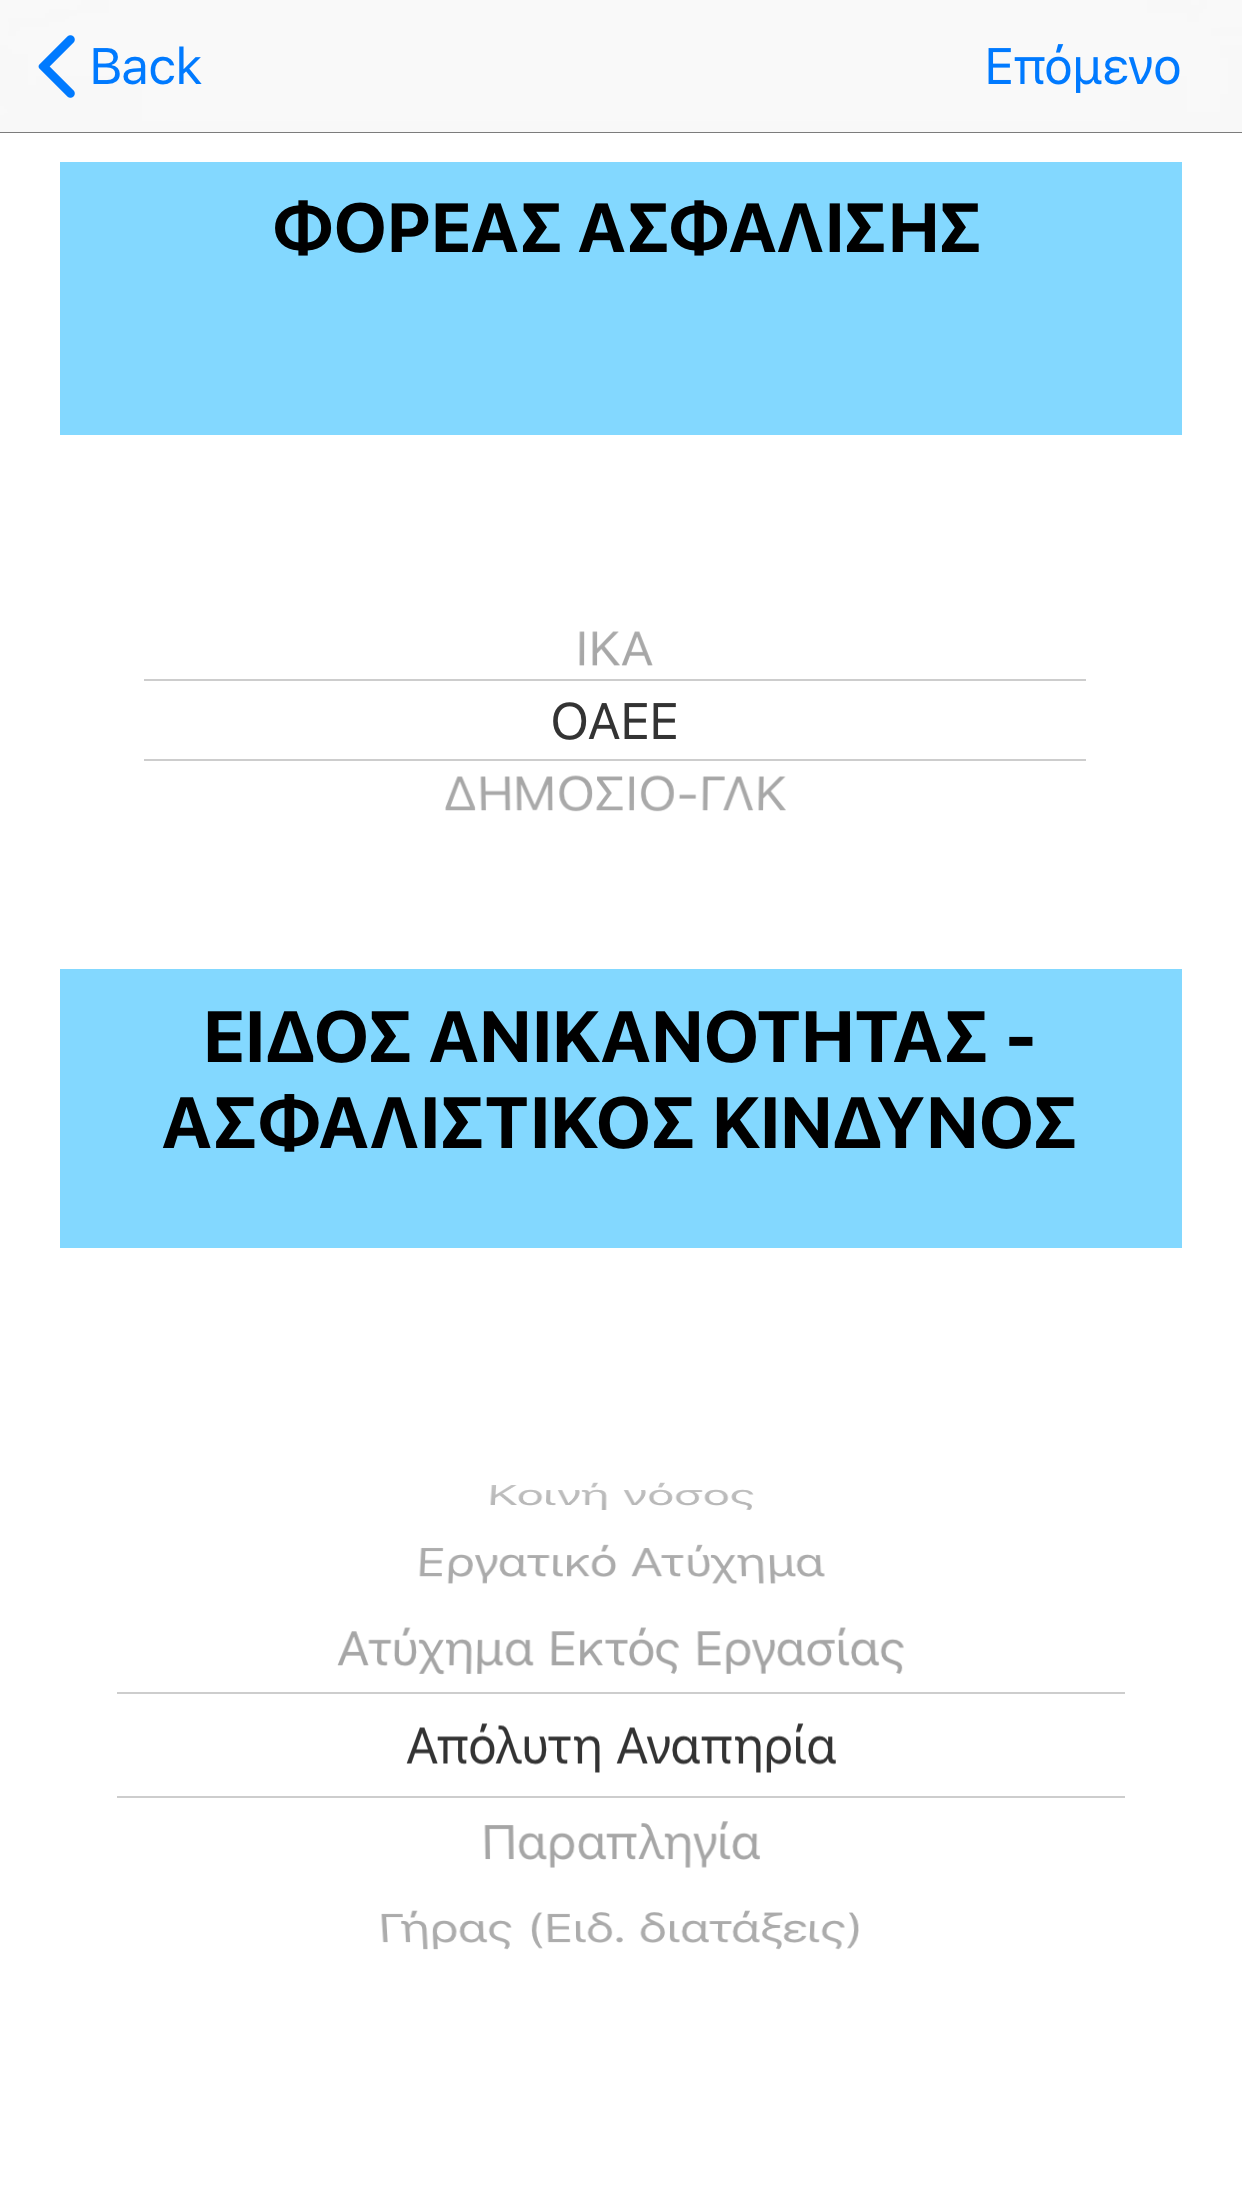 Back
Επόμενο
ΦΟΡΕΑΣ ΑΣΦΑΛΙΣΗΣ
ΙΚΑ
ΟΑΕΕ
ΔΗΜΟΣΙΟ-ΓΛΚ
ΕΙΔΟΣ ΑΝΙΚΑΝΟΤΗΤΑΣ -
ΑΣΦΑΛΙΣΤΙΚΟΣ ΚΙΝΔΥΝΟΣ
Κοινή νόσος
Εργατικό Ατύχημα
Ατύχημα Εκτός Εργασίας
Απόλυτη Αναπηρία
Παραπληγία
Γήρας (Ειδ. διατάξεις)